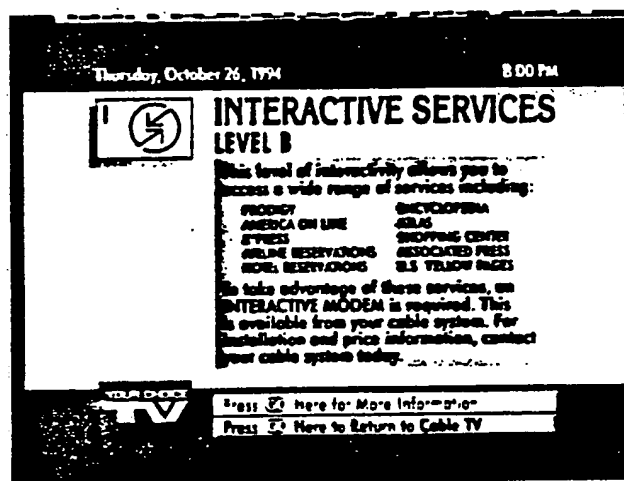 Thursday, October 26, 1994 8:00 PM
INTERACTIVE SERVICES
LEVEL B
This level of interactivity allows you to
access a wide range of services including:
PRODIGY ENCYCLOPEDIA
AMERICA ON LINE ATLAS
X*PRESS SHOPPING CENTER
AIRLINE RESERVATIONS ASSOCIATED PRESS
HOTEL RESERVATIONS U.S. YELLOW PAGES
To take advantage of these services, an
INTERACTIVE MODEM is required. This
is available from your cable system. For
installation and price information, contact
your cable system today.
YOUR CHOICE
TV
Press Here for More Information
Press Here to Return to Cable TV